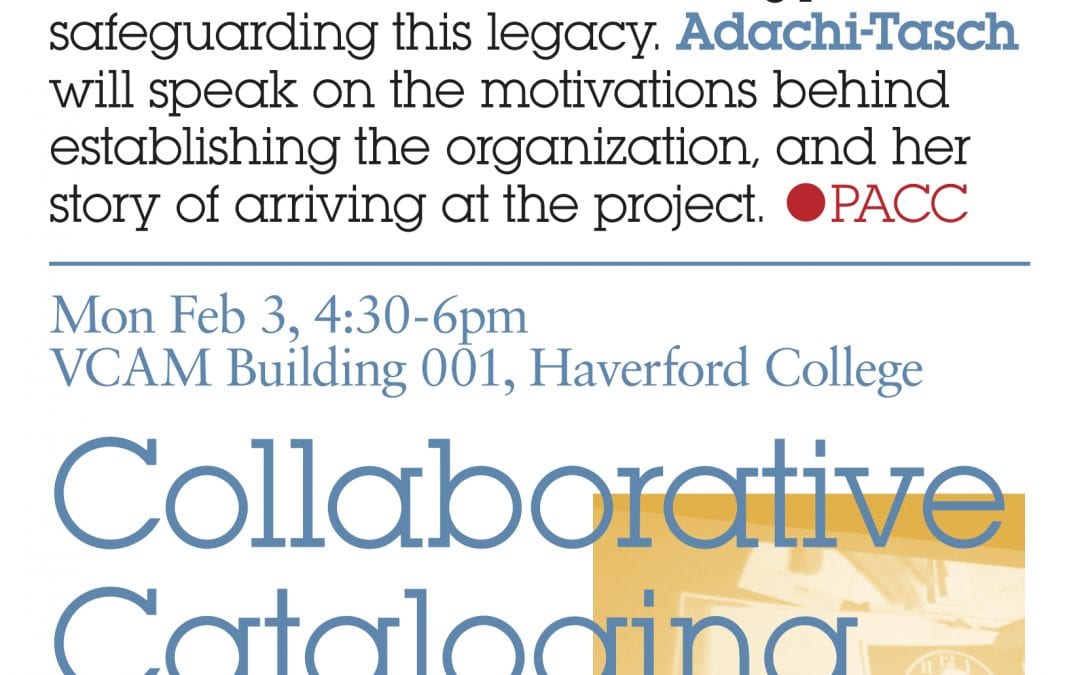 safeguarding this legacy. Adachi-Tasch
will speak on the motivations behind
establishing the organization, and her
story of arriving at the project. ●PACC
Mon Feb 3, 4:30-6pm
VCAM Building 001, Haverford College
Collaborative
Cataloging